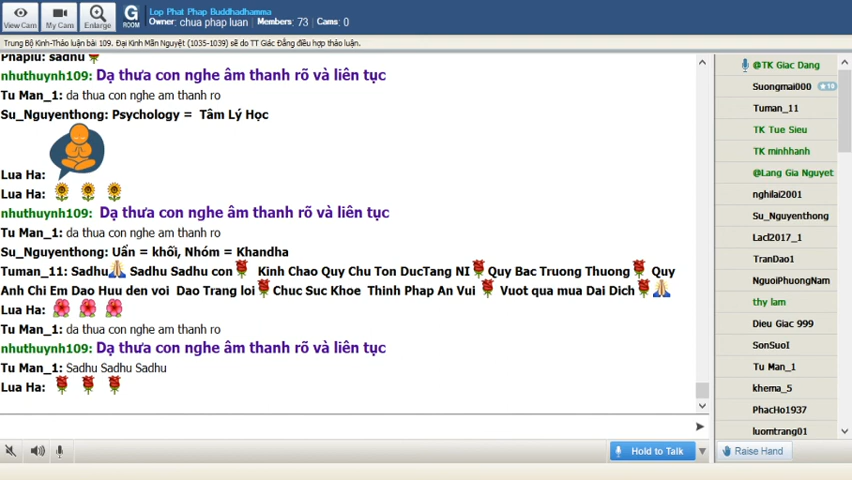 View Cam
My Cam
Enlarge
G
ROOM
Lop Phat Phap Buddhadhamma
Owner: chua phap luan Members: 73 Cams: 0
Trung Bộ Kinh-Thảo luận bài 109. Đại Kinh Mãn Nguyệt (1035-1039) sẽ do TT Giác Đẳng điều hợp thảo luận.
Phaplu: sadhu
nhuthuynh109: Dạ thưa con nghe âm thanh rõ và liên tục
Tu Man_1: da thua con nghe am thanh ro
Su_Nguyenthong: Psychology = Tâm Lý Học
Lua Ha:
Lua Ha:
nhuthuynh109: Dạ thưa con nghe âm thanh rõ và liên tục
Tu Man_1: da thua con nghe am thanh ro
Su_Nguyenthong: Uẩn = khối, Nhóm = Khandha
Tuman_11: Sadhu Sadhu Sadhu con Kinh Chao Quy Chu Ton DucTang NI Quy Bac Truong Thuong Quy
Anh Chi Em Dao Huu den voi Dao Trang loi Chuc Suc Khoe Thinh Phap An Vui Vuot qua mua Dai Dich
Lua Ha:
Tu Man_1: da thua con nghe am thanh ro
nhuthuynh109: Dạ thưa con nghe âm thanh rõ và liên tục
Tu Man_1: Sadhu Sadhu Sadhu
Lua Ha:
@TK Giac Dang
Suongmai000 10
Tuman_11
TK Tue Sieu
TK minhhanh
@Lang Gia Nguyet
nghilai2001
Su_Nguyenthong
Lacl2017_1
TranDao1
NguoiPhuongNam
thy lam
Dieu Giac 999
SonSuoI
Tu Man_1
khema_5
PhacHo1937
luomtrang01
Hold to Talk
Raise Hand